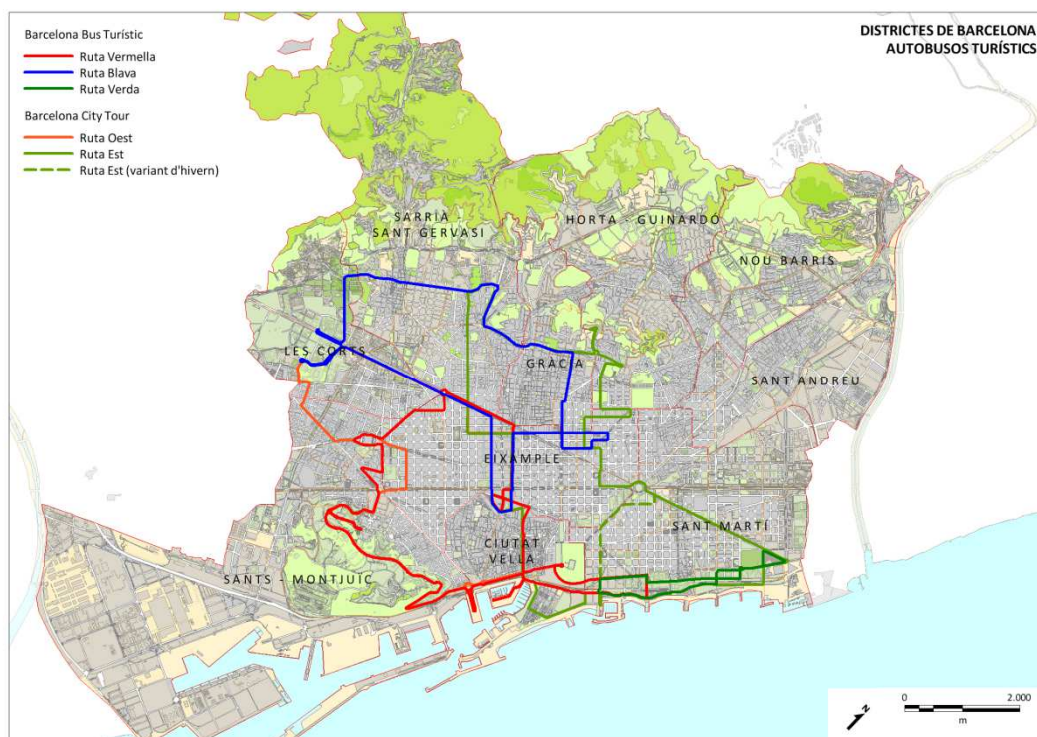 DISTRICTES DE BARCELONA
AUTOBUSOS TURÍSTICS
Barcelona Bus Turístic
Ruta Vermella
Ruta Blava
Ruta Verda
Barcelona City Tour
Ruta Oest
Ruta Est
Ruta Est (variant d'hivern)
SARRIÀ -
SANT GERVASI
HORTA - GUINARDÓ
NOU BARRIS
LES CORTS
GRÀCIA
SANT ANDREU
EIXAMPLE
SANT MARTÍ
CIUTAT
VELLA
SANTS - MONTJUÏC
N
0
2.000
m